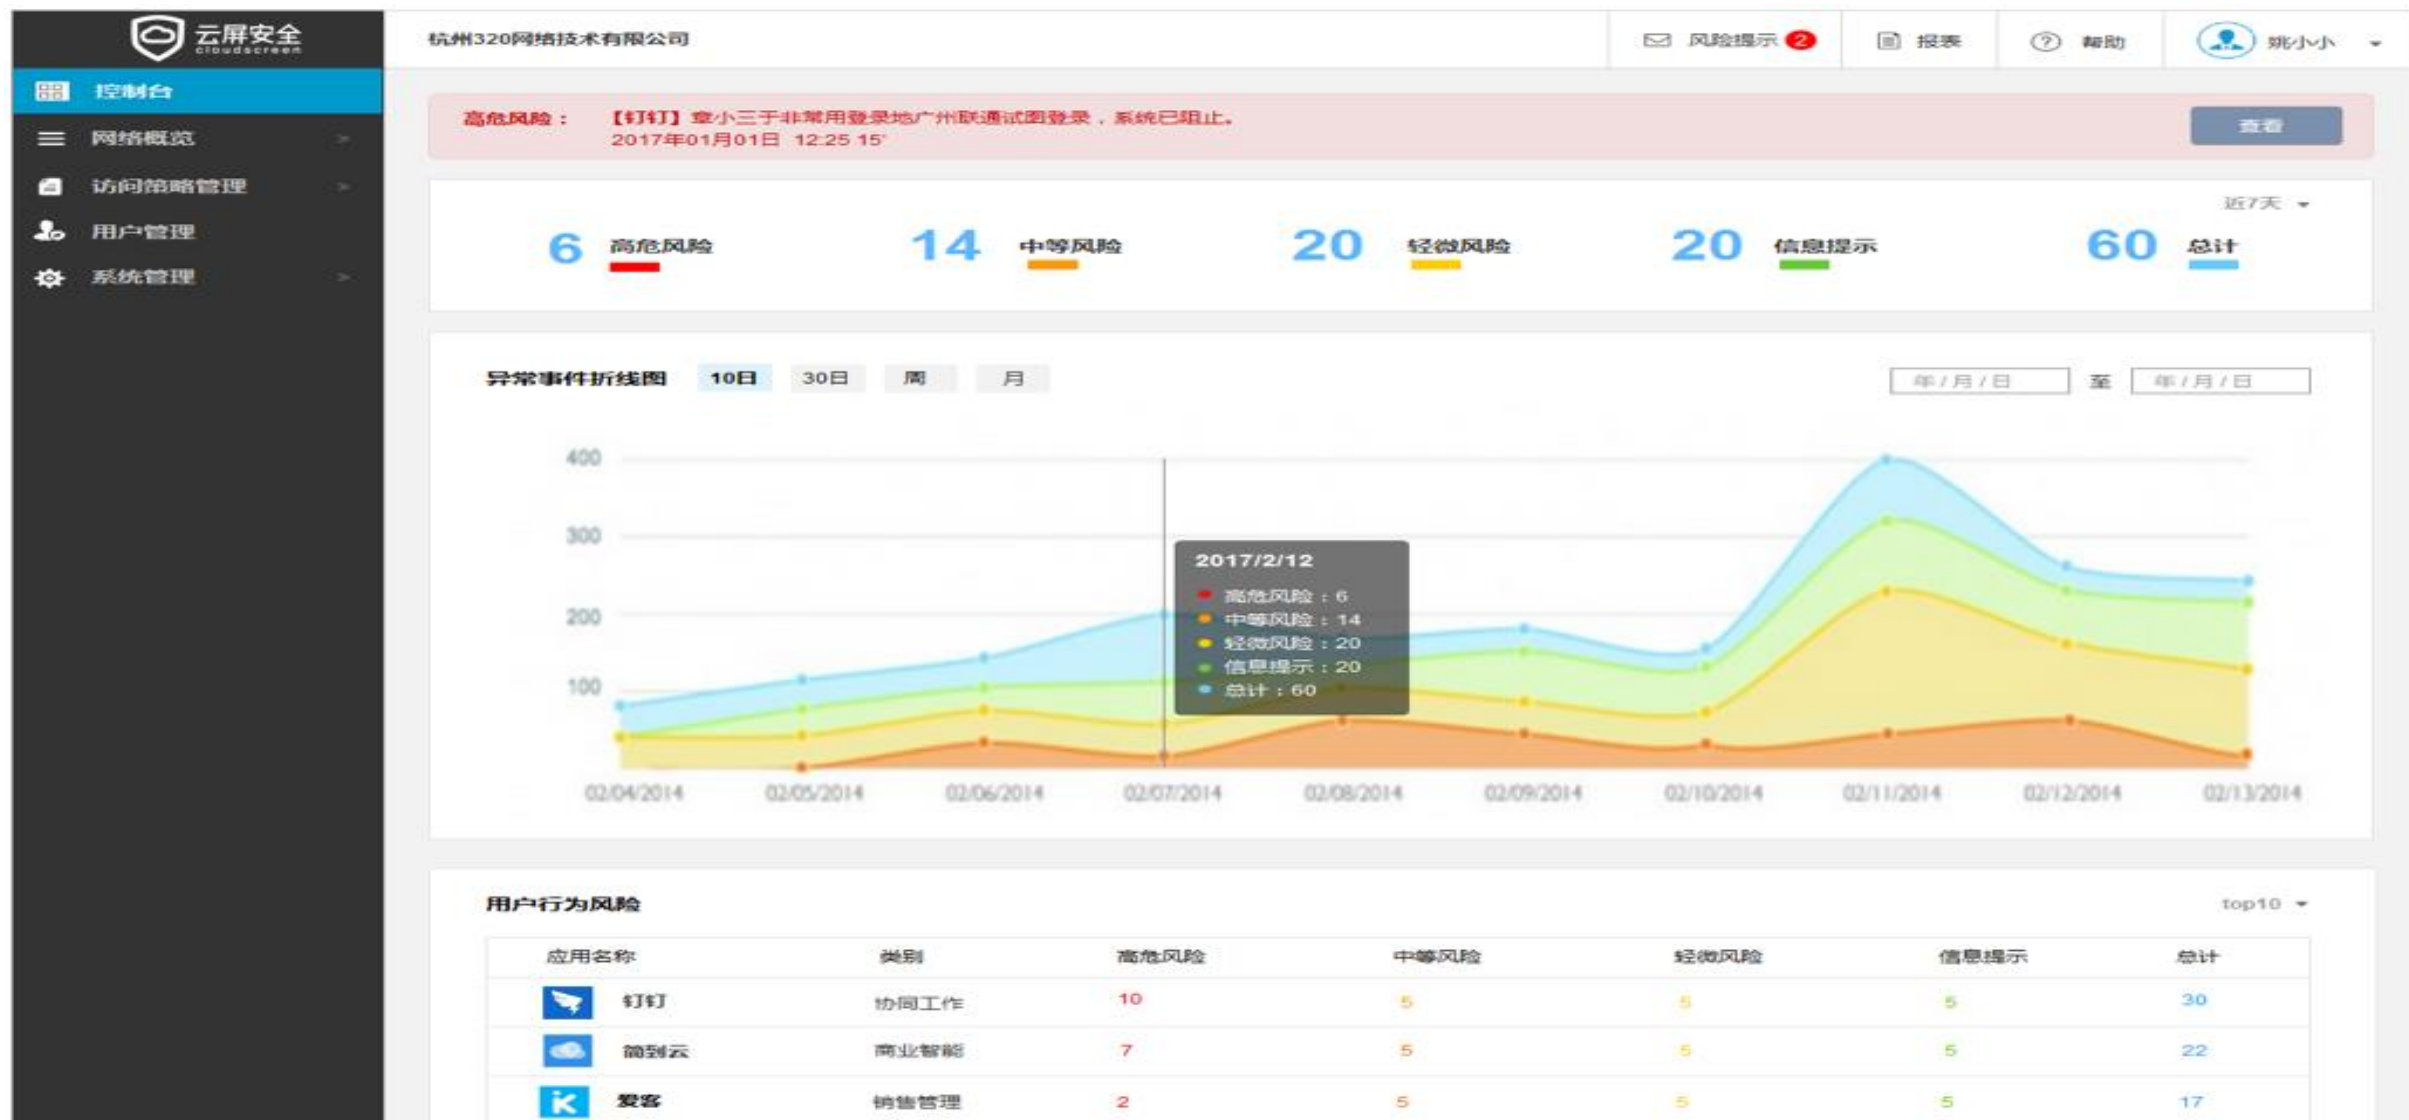 云屏安全
cloudscreen
杭州320网络技术有限公司
风险提示 2
报表
帮助
姚小小
控制台
网络概览 >
访问策略管理 >
用户管理
系统管理 >
高危风险： 【钉钉】章小三于非常用登录地广州联通试图登录，系统已阻止。
2017年01月01日 12:25 15'
查看
近7天
6 高危风险 14 中等风险 20 轻微风险 20 信息提示 60 总计
异常事件折线图 10日 30日 周 月 年/月/日 至 年/月/日
400
300
200
100
2017/2/12
高危风险：6
中等风险：14
轻微风险：20
信息提示：20
总计：60
02/04/2014 02/05/2014 02/06/2014 02/07/2014 02/08/2014 02/09/2014 02/10/2014 02/11/2014 02/12/2014 02/13/2014
用户行为风险 top10
应用名称 类别 高危风险 中等风险 轻微风险 信息提示 总计
钉钉 协同工作 10 5 5 5 30
简到云 商业智能 7 5 5 5 22
爱客 销售管理 2 5 5 5 17